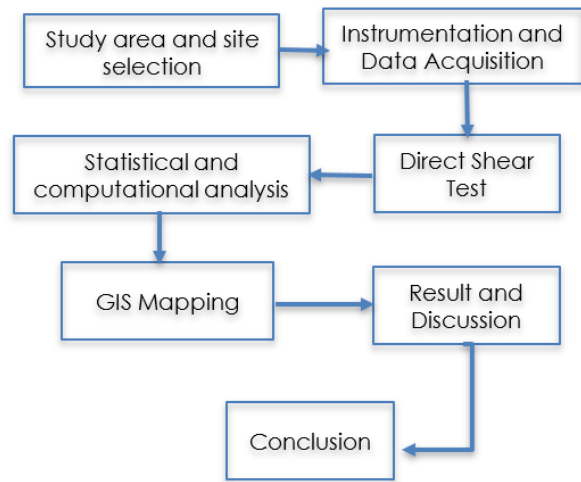 Study area and site
selection
Instrumentation and
Data Acquisition
Direct Shear
Test
Statistical and
computational analysis
GIS Mapping
Result and
Discussion
Conclusion